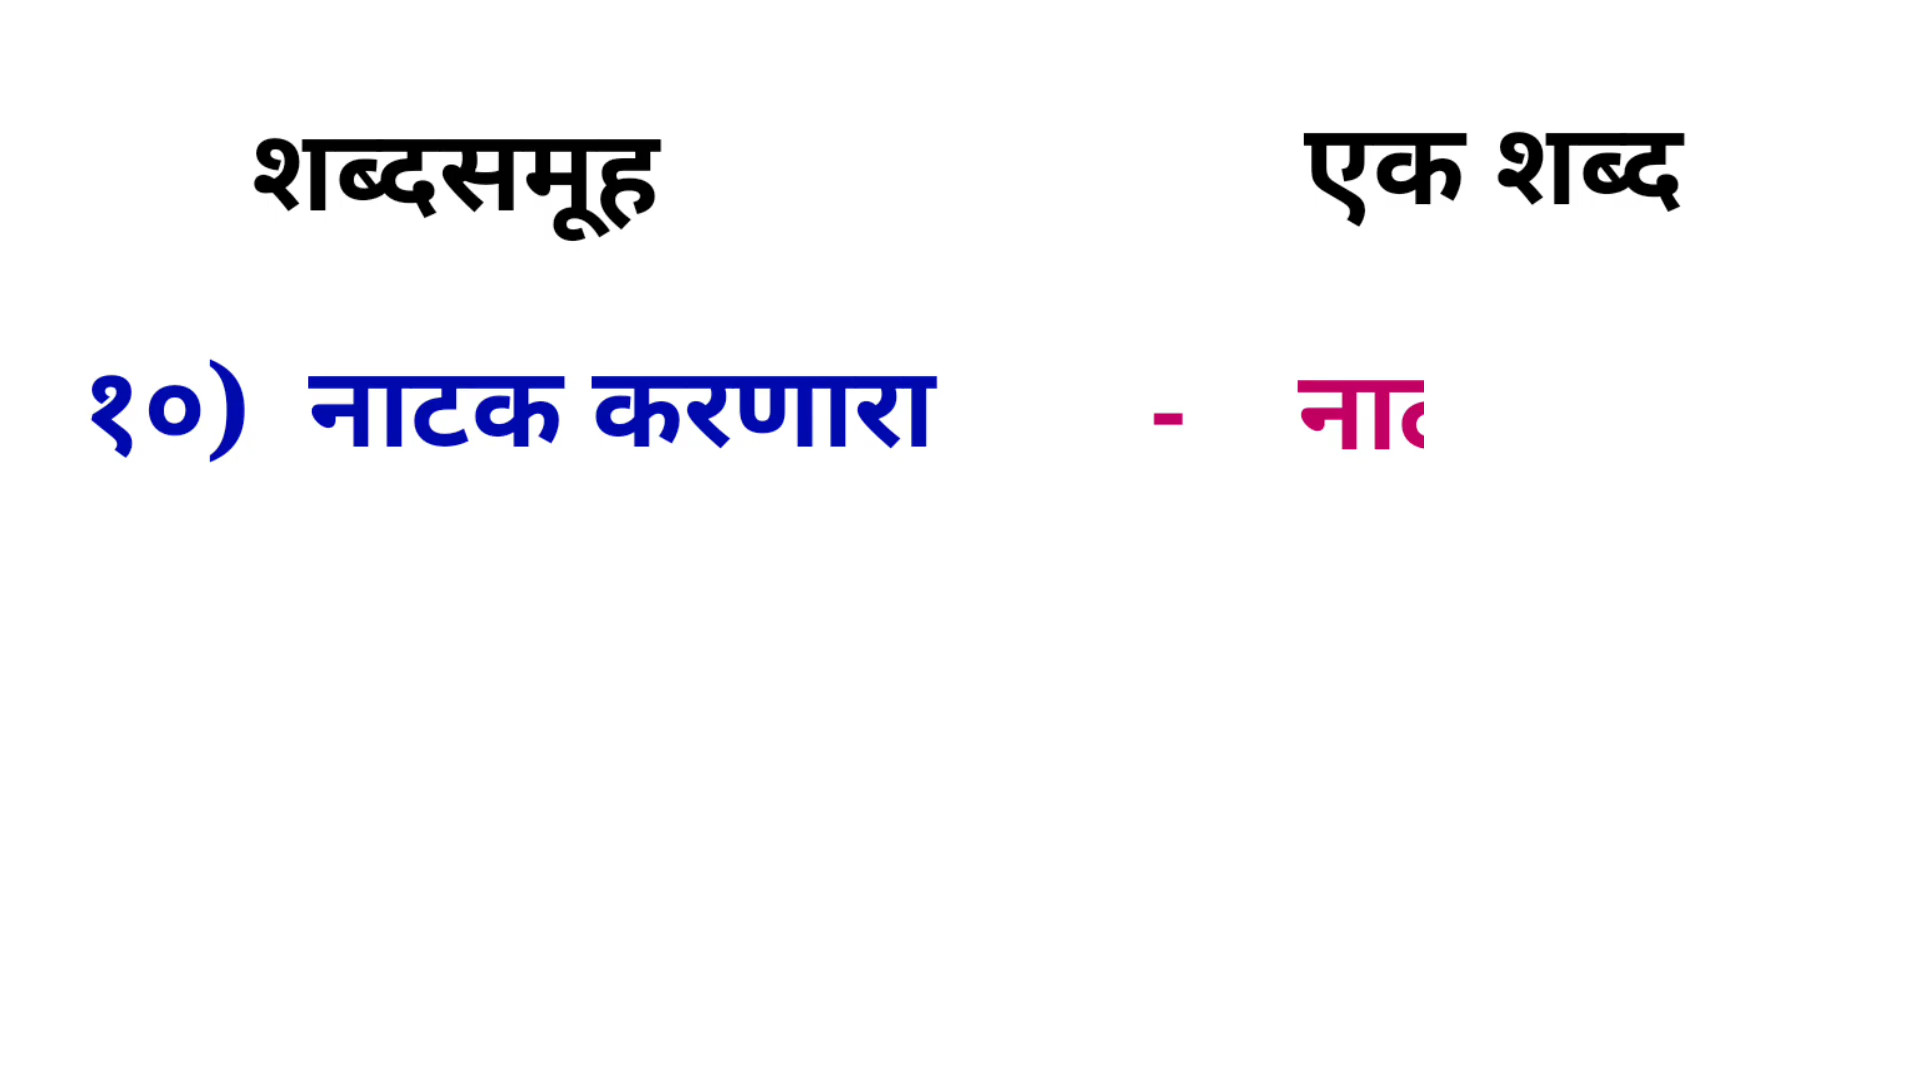 शब्दसमूह एक शब्द
१०) नाटक करणारा - ना